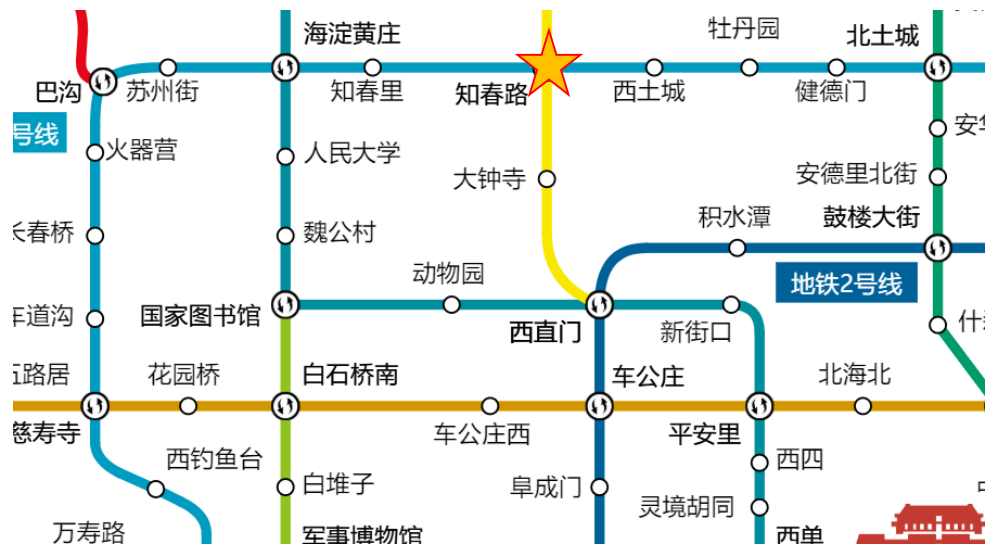 海淀黄庄
牡丹园
北土城
巴沟
苏州街
知春里
知春路
西土城
健德门
号线
火器营
人民大学
安华
大钟寺
安德里北街
长春桥
魏公村
积水潭
鼓楼大街
动物园
地铁2号线
车道沟
国家图书馆
西直门
新街口
什
五路居
花园桥
白石桥南
车公庄
北海北
慈寿寺
车公庄西
平安里
西钓鱼台
西四
白堆子
阜成门
灵境胡同
万寿路
军事博物馆
西单